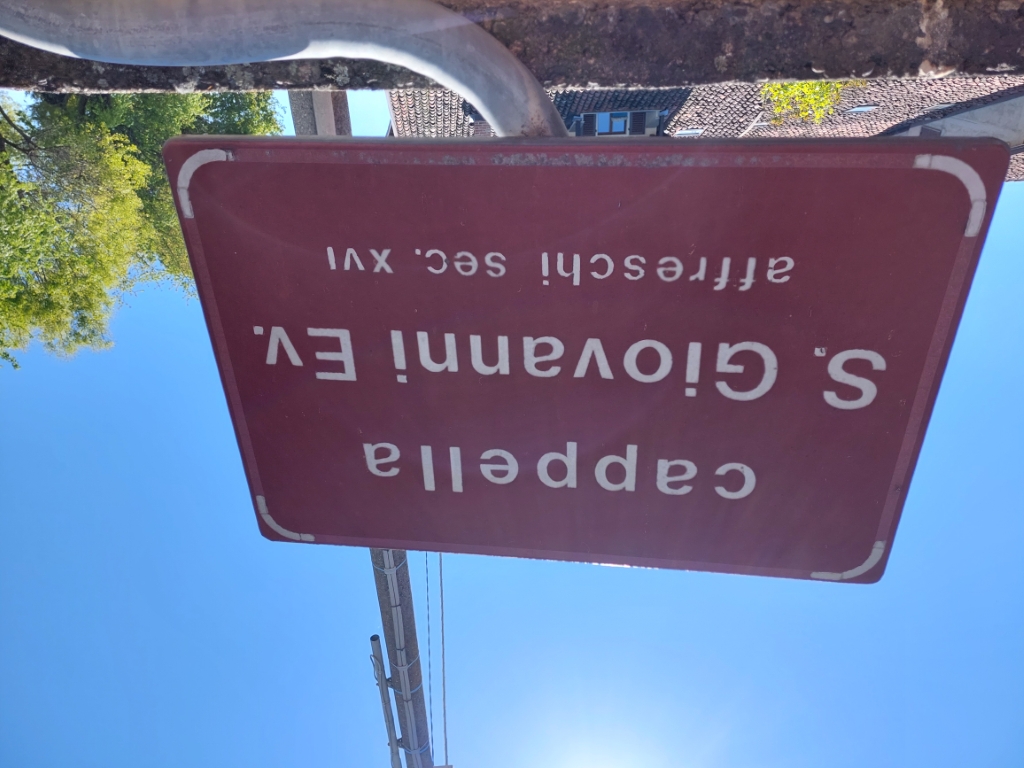 cappella
S. Giovanni Ev.
affreschi sec. XVI